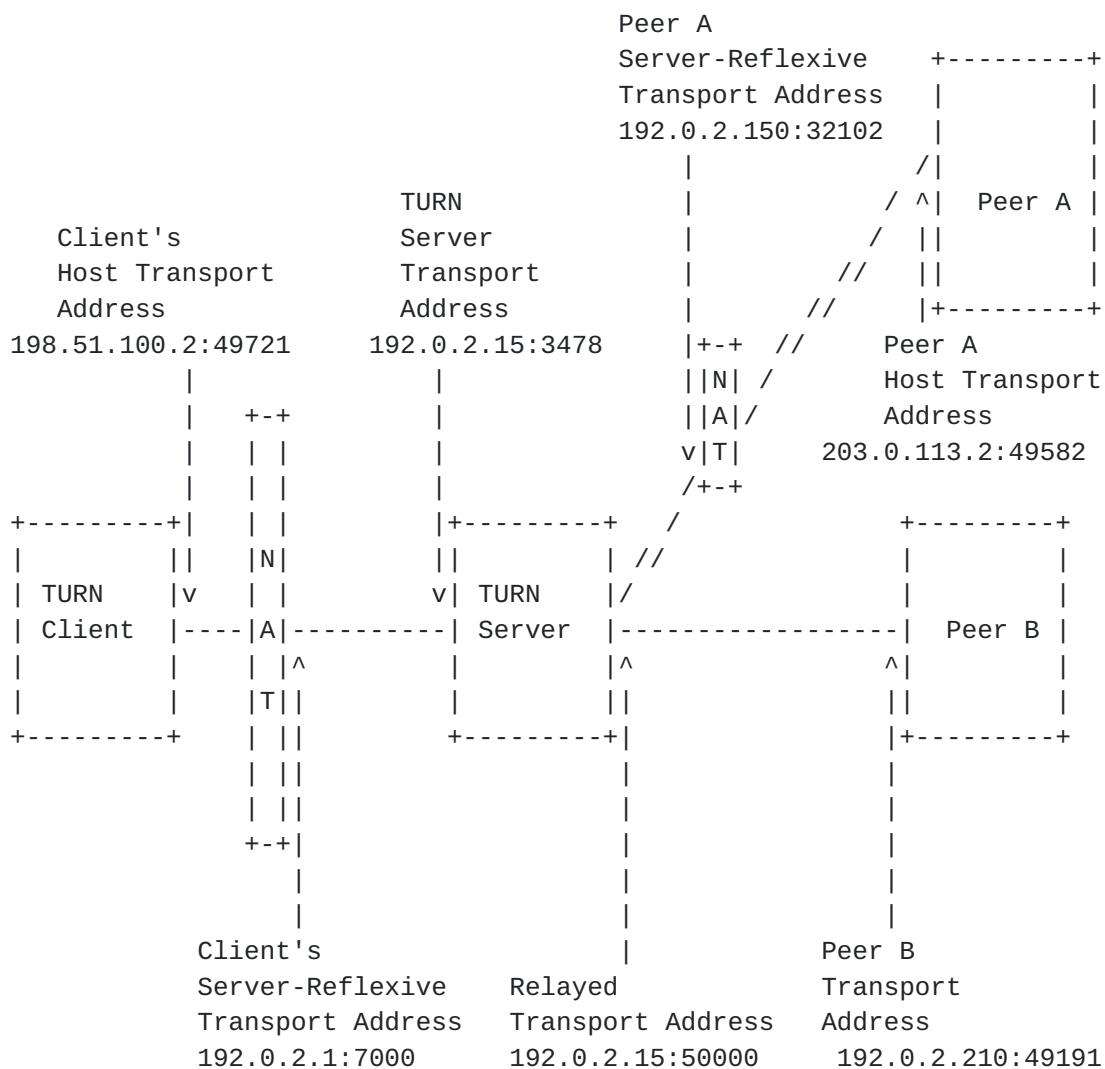 Peer A
Server-Reflexive
Transport Address
192.0.2.150:32102
TURN Peer A
Client's Server
Host Transport Transport
Address Address
198.51.100.2:49721 192.0.2.15:3478 Peer A
N Host Transport
A Address
T 203.0.113.2:49582
N
TURN TURN
Client A Server Peer B
T
Client's Peer B
Server-Reflexive Relayed Transport
Transport Address Transport Address Address
192.0.2.1:7000 192.0.2.15:50000 192.0.2.210:49191